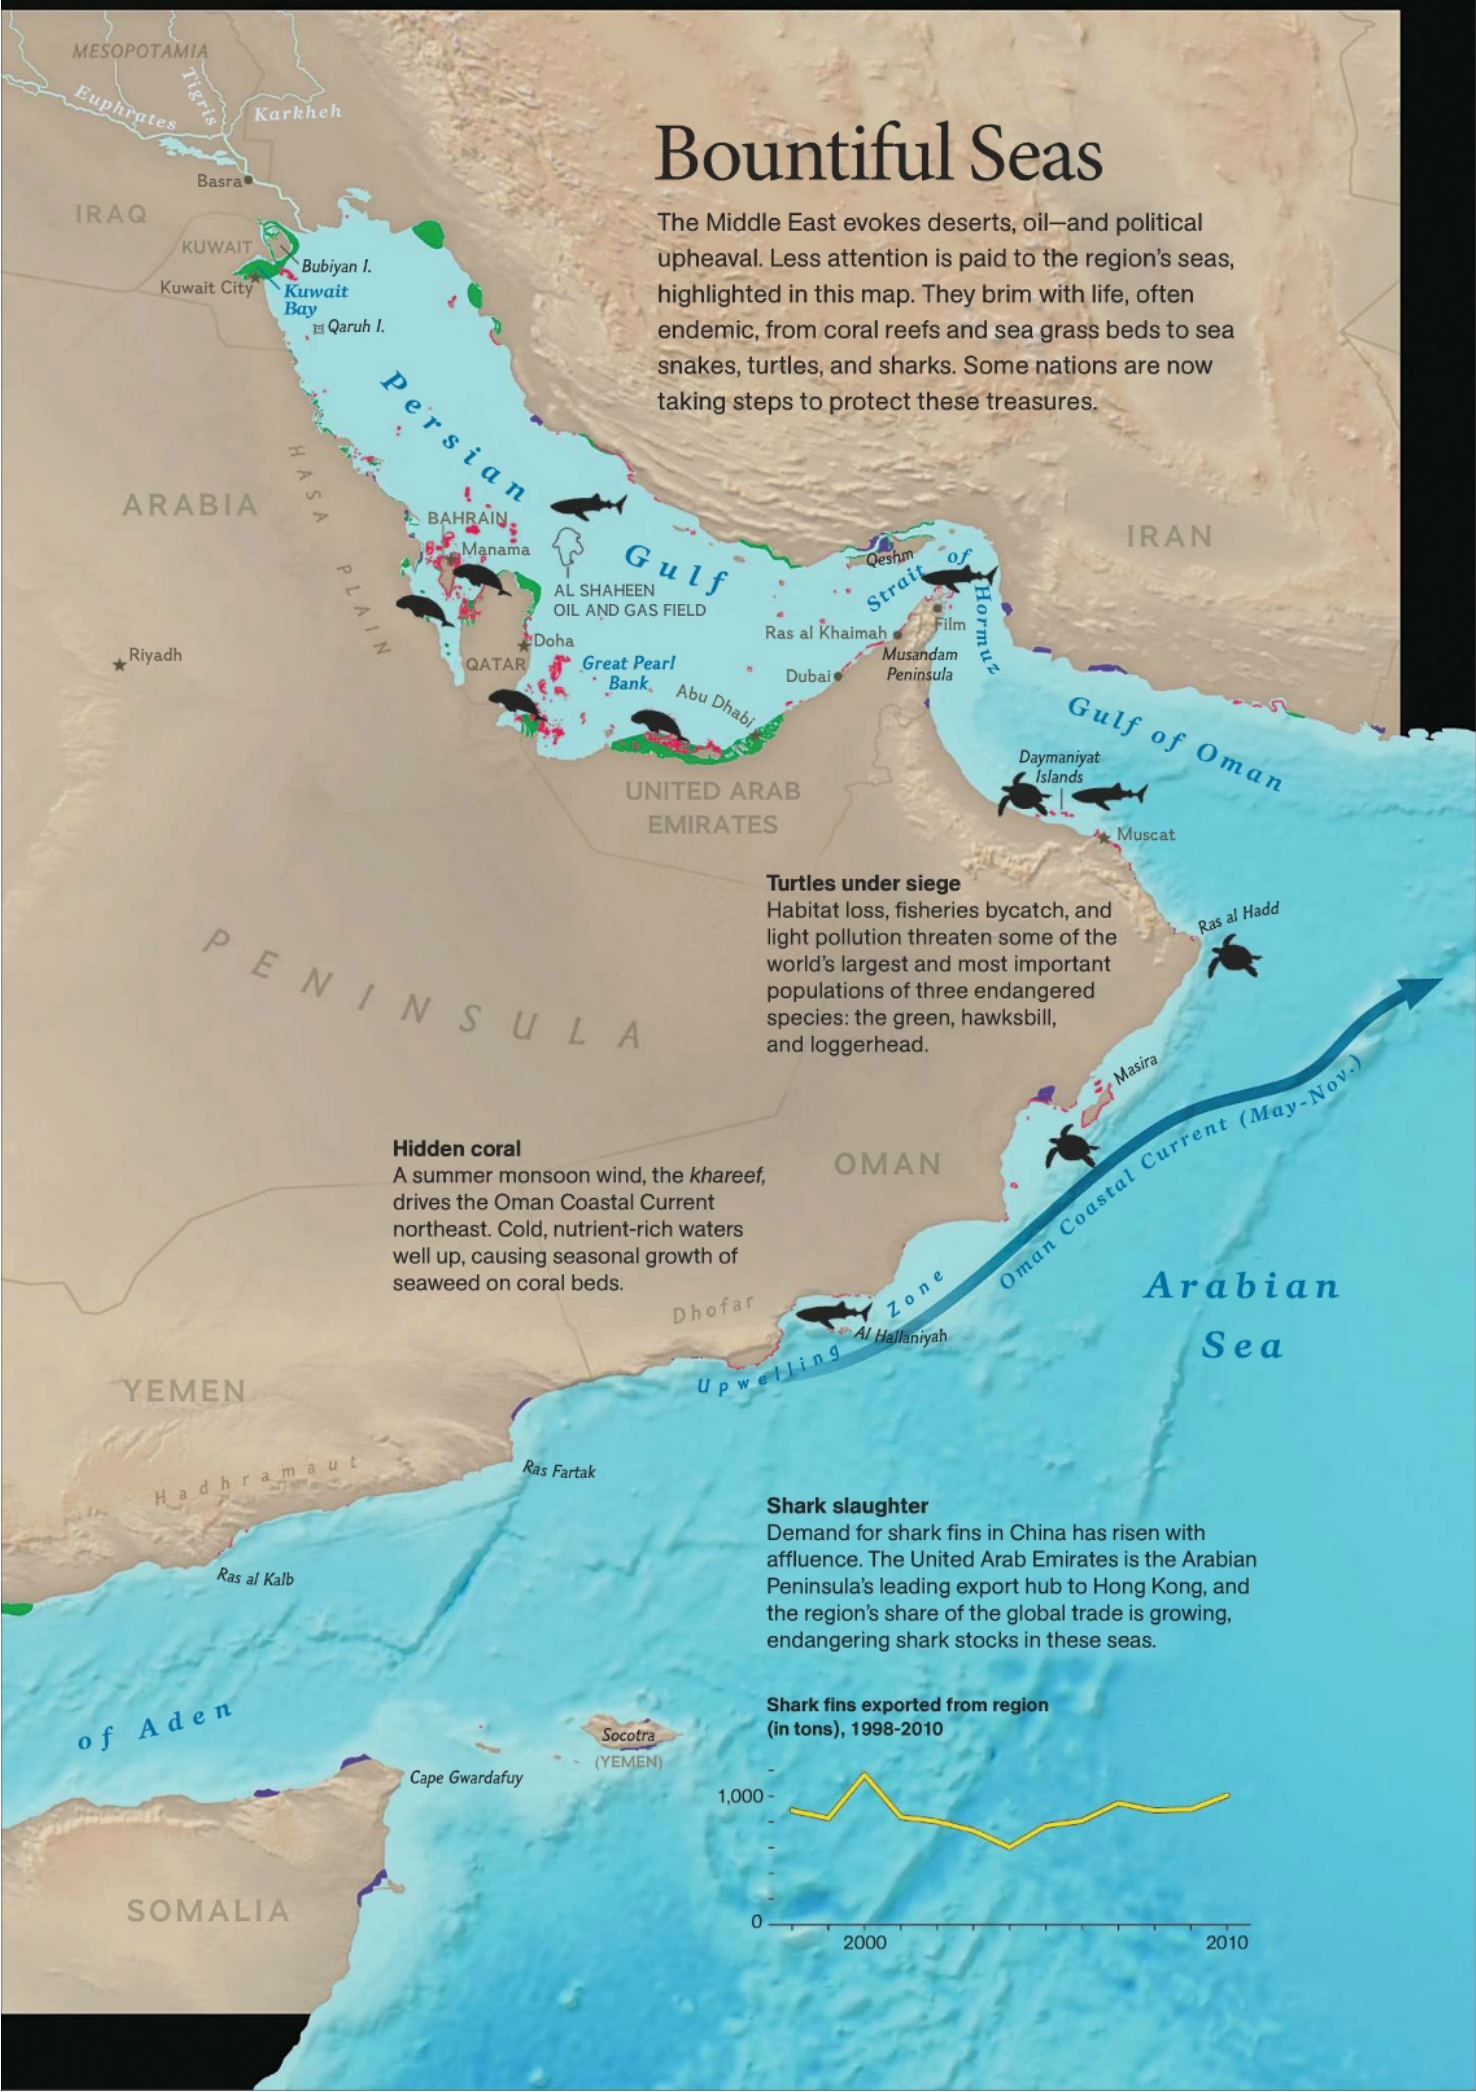 MESOPOTAMIA
Euphrates
Tigris
Karkheh
Basra
IRAQ
KUWAIT
Bubiyan I.
Kuwait City
Kuwait
Bay
Qaruh I.
Bountiful Seas
The Middle East evokes deserts, oil—and political
upheaval. Less attention is paid to the region's seas,
highlighted in this map. They brim with life, often
endemic, from coral reefs and sea grass beds to sea
snakes, turtles, and sharks. Some nations are now
taking steps to protect these treasures.
Persian
Gulf
HASA PLAIN
ARABIA
BAHRAIN
Manama
AL SHAHEEN
OIL AND GAS FIELD
IRAN
Qeshm
Strait of Hormuz
Film
Ras al Khaimah
Musandam
Peninsula
Doha
Riyadh
QATAR
Great Pearl
Bank
Dubai
Abu Dhabi
Gulf of Oman
Daymaniyat
Islands
UNITED ARAB
EMIRATES
Muscat
Turtles under siege
Habitat loss, fisheries bycatch, and
light pollution threaten some of the
world's largest and most important
populations of three endangered
species: the green, hawksbill,
and loggerhead.
Ras al Hadd
PENINSULA
Masira
Hidden coral
A summer monsoon wind, the khareef,
drives the Oman Coastal Current
northeast. Cold, nutrient-rich waters
well up, causing seasonal growth of
seaweed on coral beds.
OMAN
Oman Coastal Current (May-Nov.)
Arabian
Sea
Dhofar
Al Hallaniyah
Upwelling Zone
YEMEN
Hadhramaut
Ras Fartak
Ras al Kalb
Shark slaughter
Demand for shark fins in China has risen with
affluence. The United Arab Emirates is the Arabian
Peninsula's leading export hub to Hong Kong, and
the region's share of the global trade is growing,
endangering shark stocks in these seas.
of Aden
Socotra
(YEMEN)
Cape Gwardafuy
Shark fins exported from region
(in tons), 1998-2010
1,000
0
2000
2010
SOMALIA